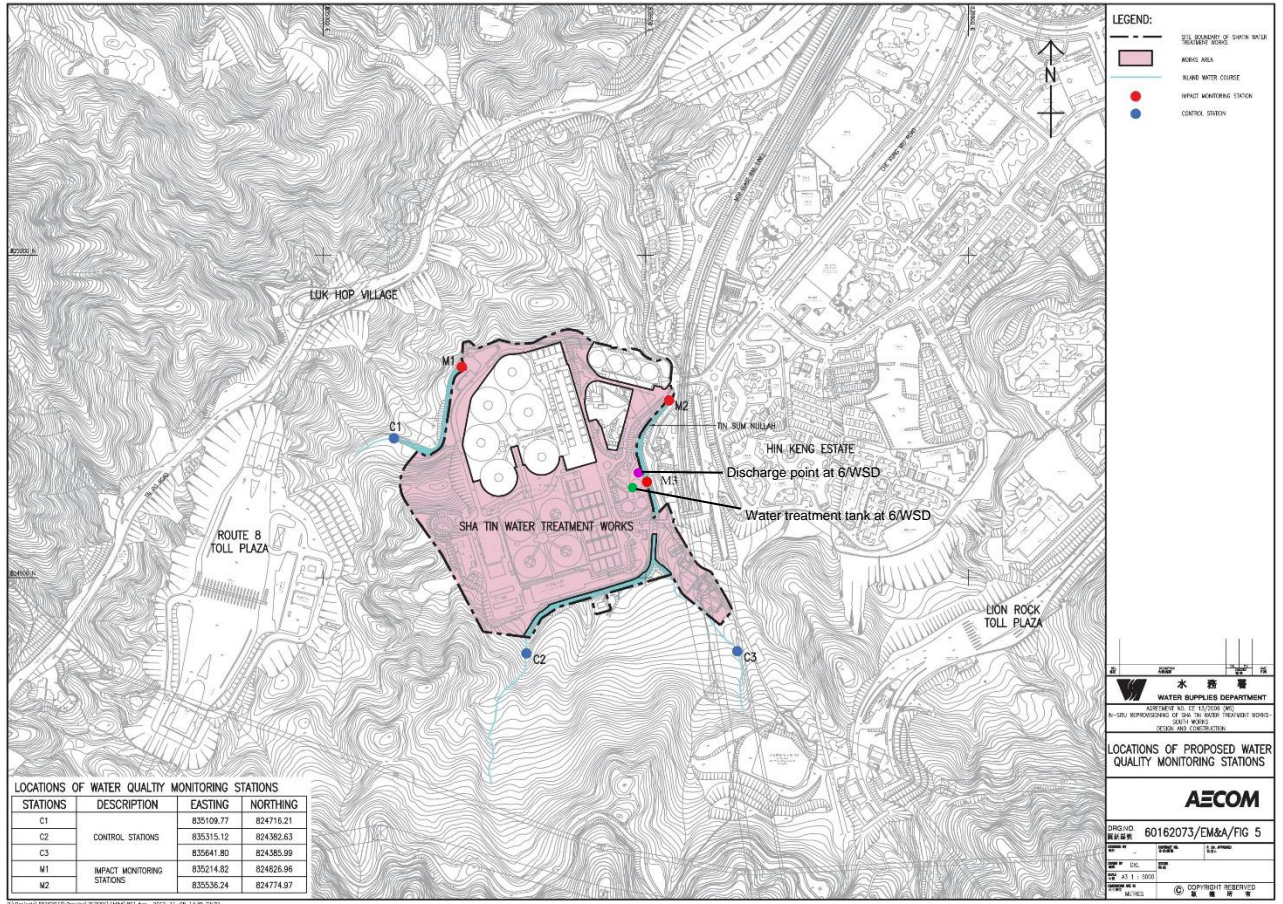 LEGEND:
SITE BOUNDARY OF SHATIN WATER
TREATMENT WORKS
WORKS AREA
INLAND WATER COURSE
IMPACT MONITORING STATION
CONTROL STATION
N
LUK HOP VILLAGE
M1
C1
M2
TIN SUM NULLAH
HIN KENG ESTATE
Discharge point at 6/WSD
M3
Water treatment tank at 6/WSD
SHA TIN WATER TREATMENT WORKS
ROUTE 8
TOLL PLAZA
LION ROCK
TOLL PLAZA
C2
C3
LOCATIONS OF WATER QUALTIY MONITORING STATIONS
STATIONS DESCRIPTION EASTING NORTHING
C1 835109.77 824716.21
C2 CONTROL STATIONS 835315.12 824382.63
C3 835641.80 824385.99
M1 IMPACT MONITORING STATIONS 835214.82 824826.96
M2 835536.24 824774.97
水務署
WATER SUPPLIES DEPARTMENT
IN-SITU REPROVISIONING OF SHA TIN WATER TREATMENT WORKS-
SOUTH WORKS
DESIGN AND CONSTRUCTION
LOCATIONS OF PROPOSED WATER
QUALITY MONITORING STATIONS
AECOM
DRG.NO. 60162073/EM&A/FIG 5
A3 1 : 5000
METRES
© COPYRIGHT RESERVED
版權所有